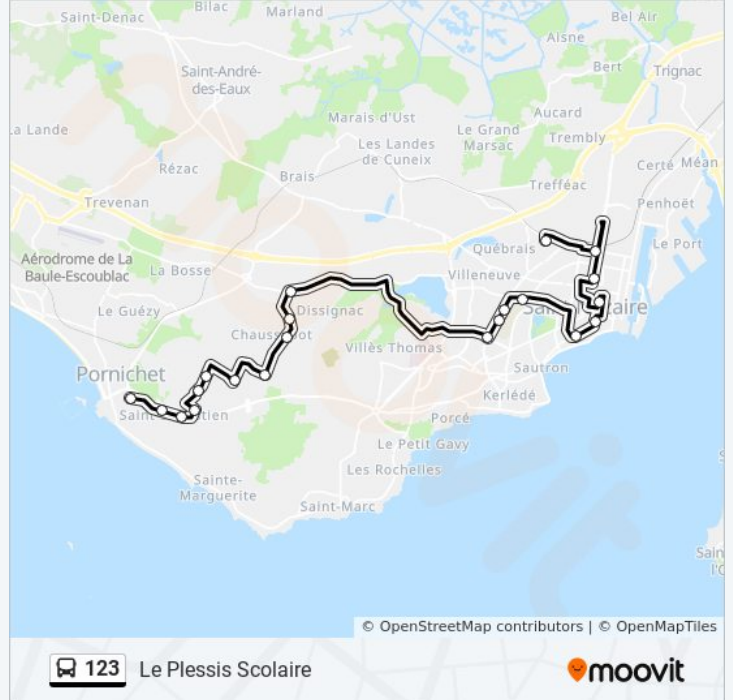 Saint-Denac
Bilac
Marland
Bel Air
Aisne
Saint-André-
des-Eaux
Bert
Trignac
Marais d'Ust
Aucard
Le Grand
Marsac
Trembly
Les Landes
de Cuneix
Rézac
Brais
Certé
Méan
Treffeac
Trevenan
Penhoët
Aérodrome de La
Baule-Escoublac
La Bosse
Québrais
Le Port
Villeneuve
Le Guézy
Dissignac
Villès Thomas
Pornichet
Sautron
Kerlédé
Porcé
Le Petit Gavy
Les Rochelles
Sainte-
Marguerite
Saint-Marc
© OpenStreetMap contributors | © OpenMapTiles
123
Le Plessis Scolaire
moovit